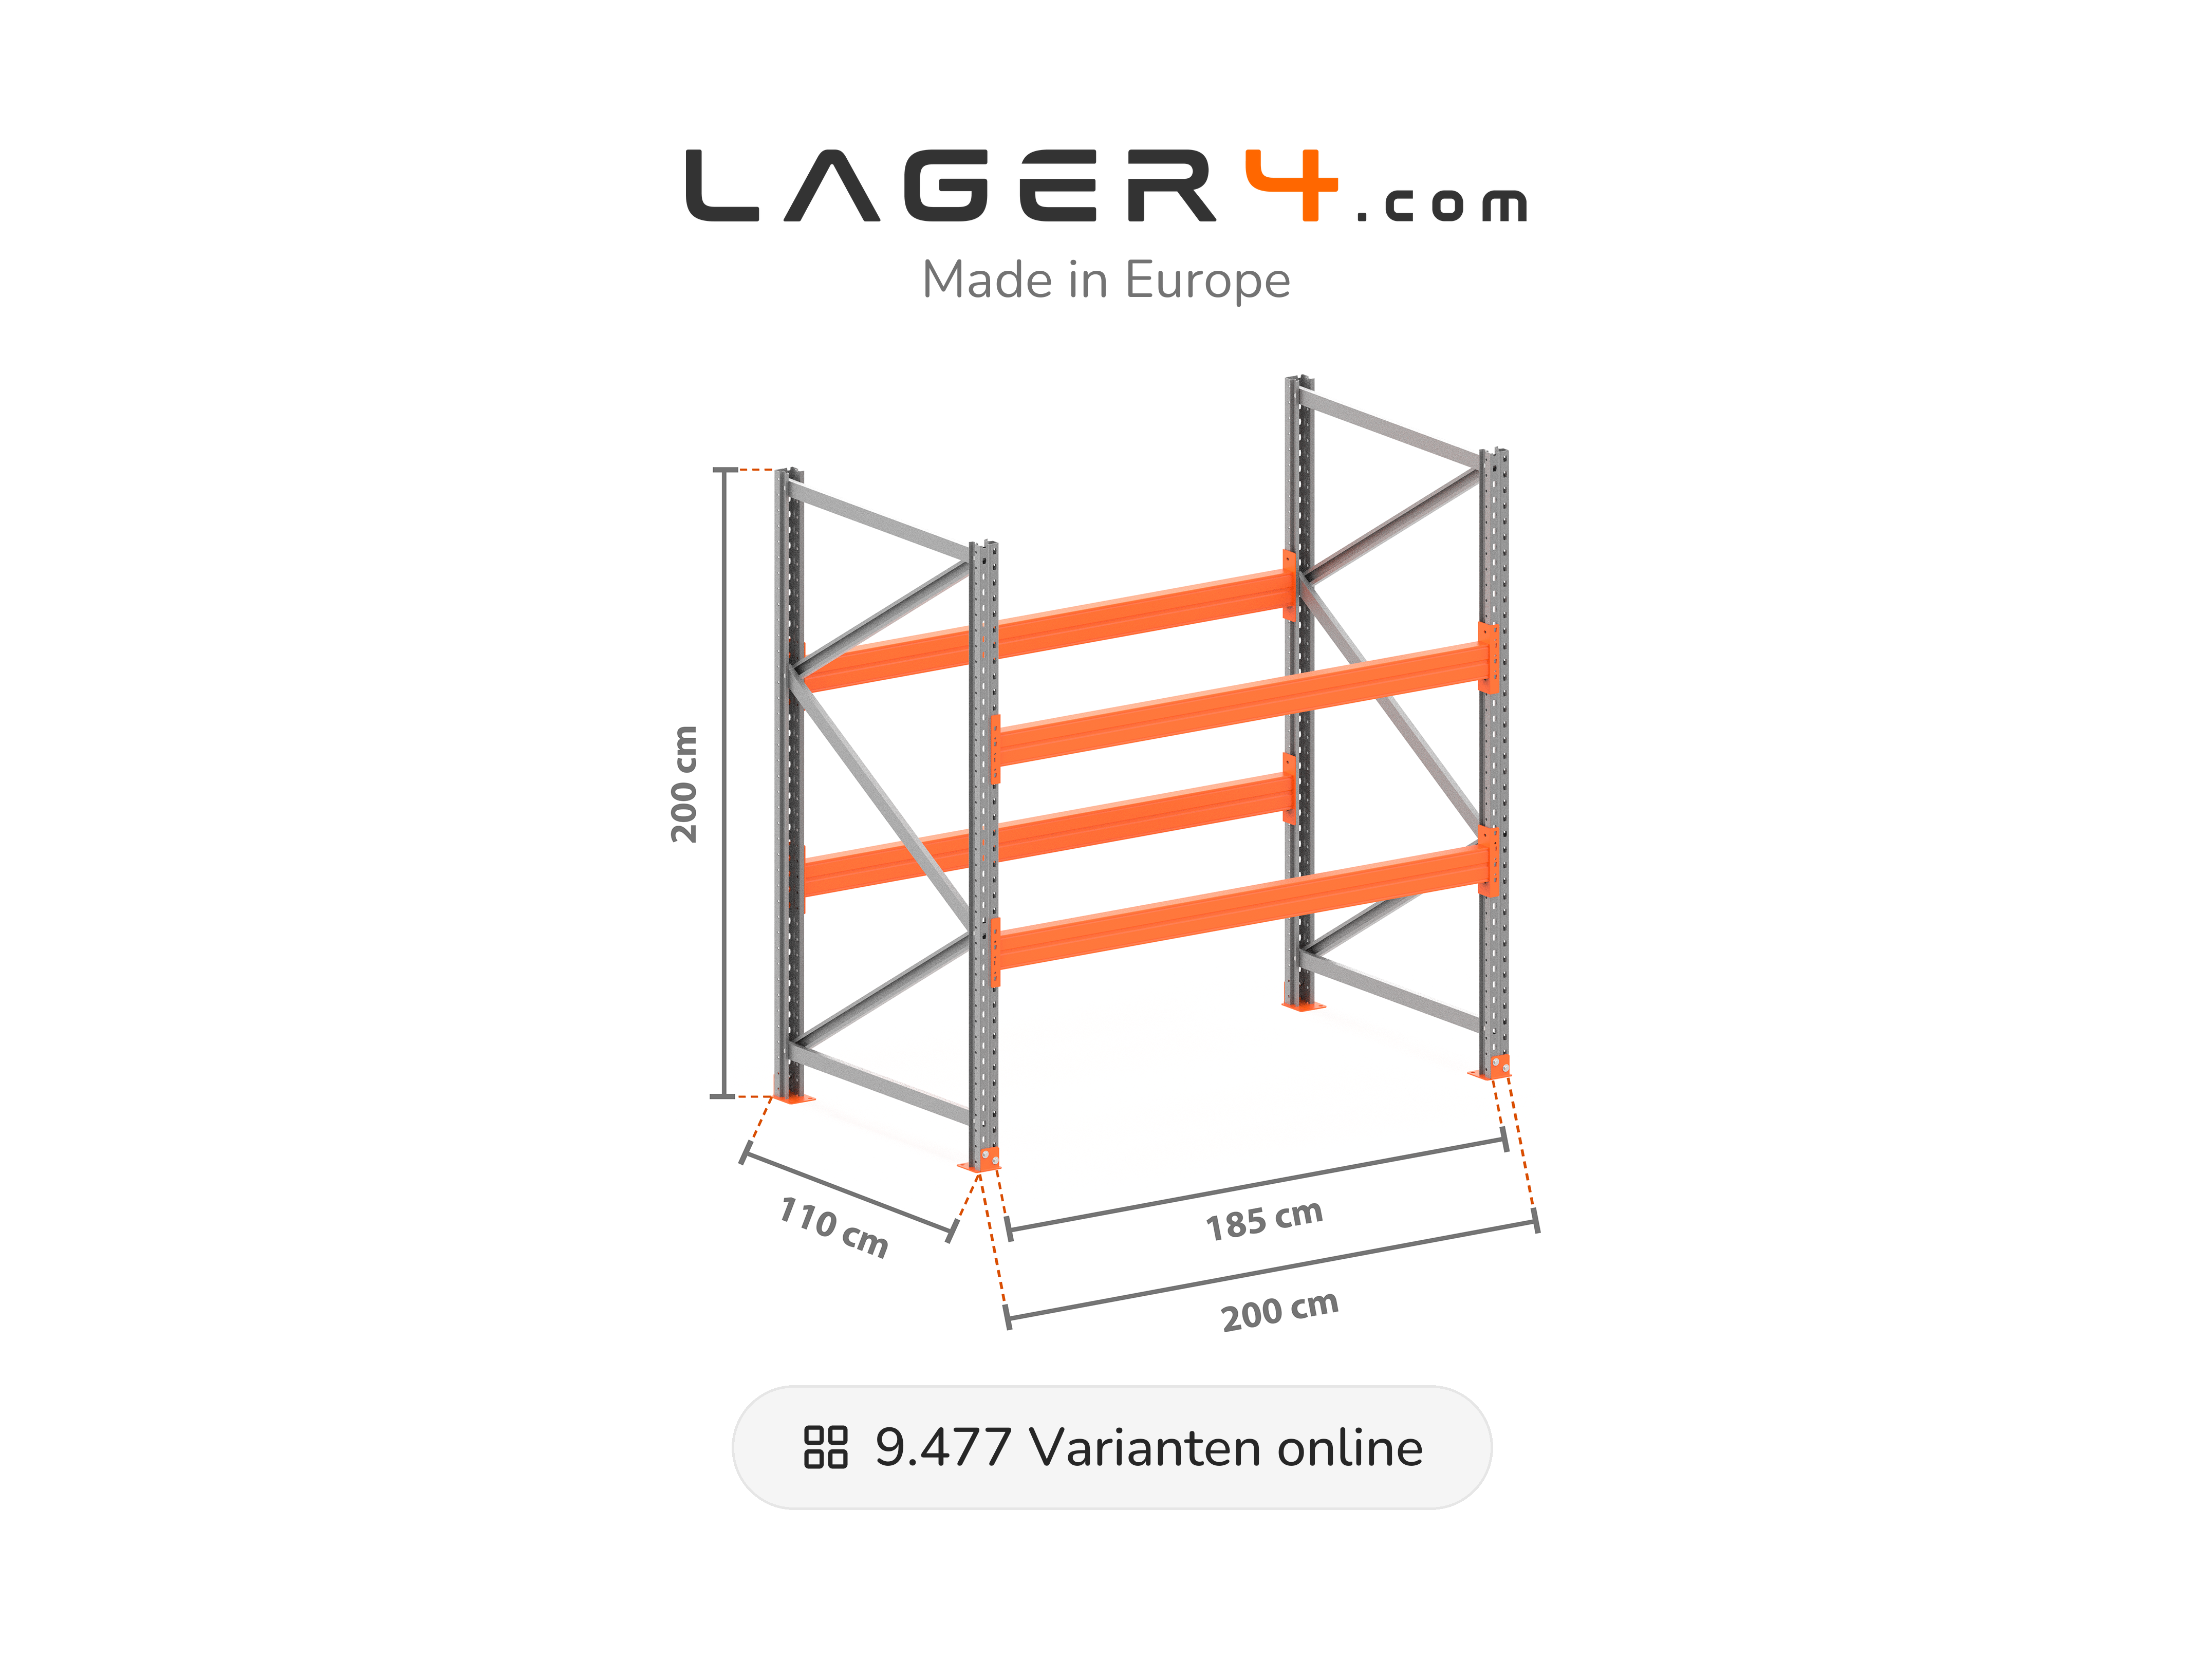 LAGER4.com
Made in Europe
200 cm
110 cm
185 cm
200 cm
9.477 Varianten online